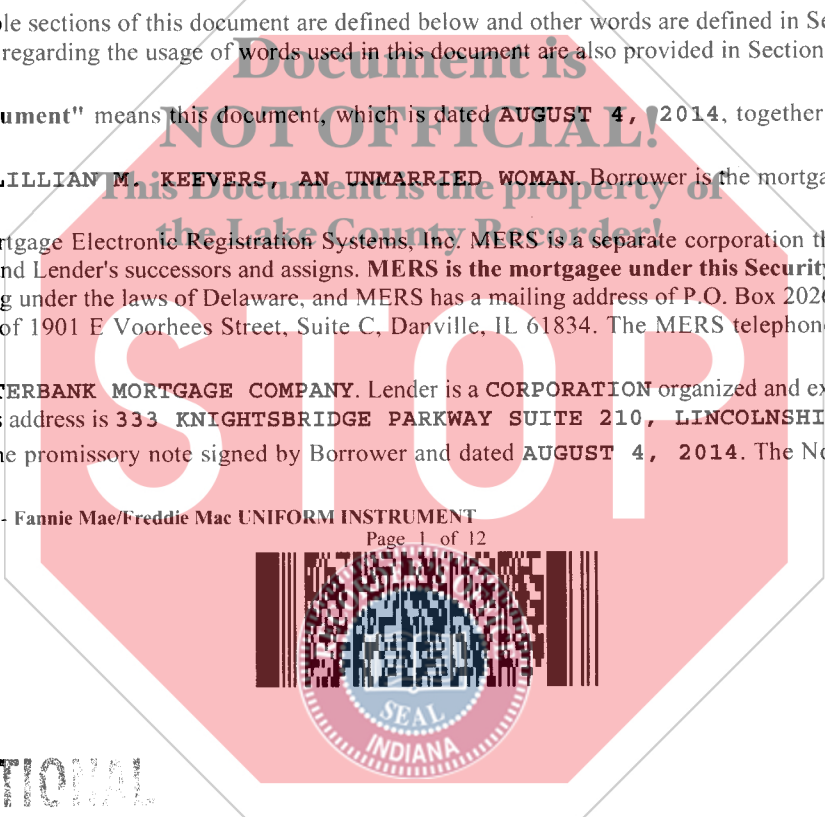 ole sections of this document are defined below and other words are defined in Se
regarding the usage of words used in this document are also provided in Section
Document is
ument" means this document, which is dated AUGUST 4, 2014, together
NOT OFFICIAL!
LILLIAN M. KEEVERS, AN UNMARRIED WOMAN. Borrower is the mortga
This Document is the property of
the Lake County Recorder!
rtgage Electronic Registration Systems, Inc. MERS is a separate corporation th
nd Lender's successors and assigns. MERS is the mortgagee under this Security
g under the laws of Delaware, and MERS has a mailing address of P.O. Box 2026
of 1901 E Voorhees Street, Suite C, Danville, IL 61834. The MERS telephone
STOP
TERBANK MORTGAGE COMPANY. Lender is a CORPORATION organized and ex
s address is 333 KNIGHTSBRIDGE PARKWAY SUITE 210, LINCOLNSHI
ne promissory note signed by Borrower and dated AUGUST 4, 2014. The No
- Fannie Mae/Freddie Mac UNIFORM INSTRUMENT
Page 1 of 12
SEAL
INDIANA
TIONAL